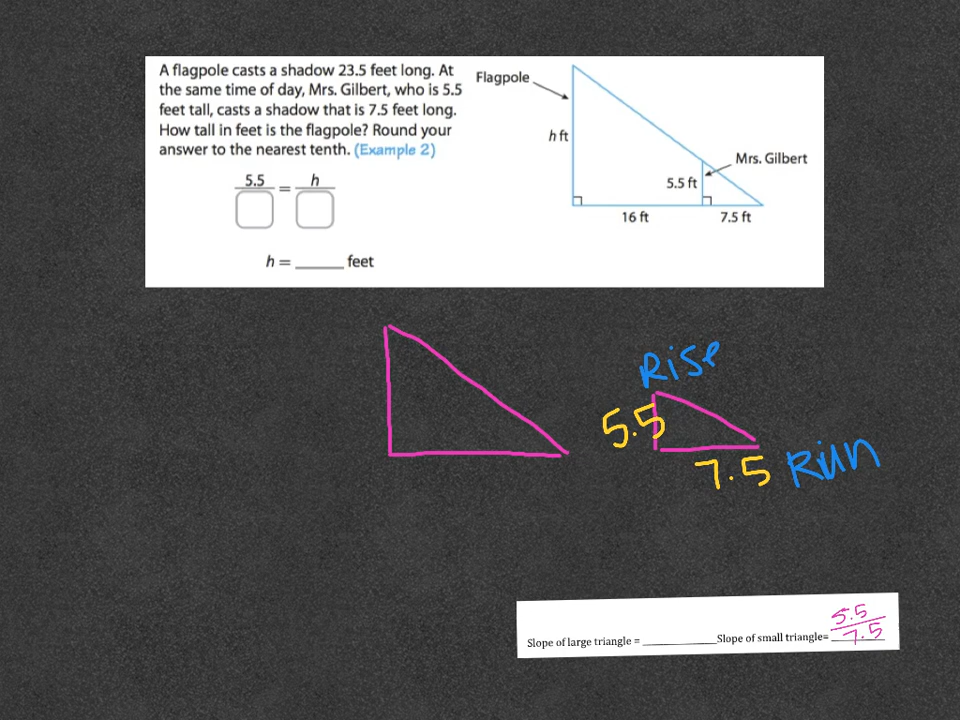 A flagpole casts a shadow 23.5 feet long. At
the same time of day, Mrs. Gilbert, who is 5.5
feet tall, casts a shadow that is 7.5 feet long.
How tall in feet is the flagpole? Round your
answer to the nearest tenth. (Example 2)
5.5 = h
h = ______ feet
Flagpole
h ft
Mrs. Gilbert
5.5 ft
16 ft
7.5 ft
Rise
5.5
7.5 Run
Slope of large triangle = ______________ Slope of small triangle= 5.5
7.5